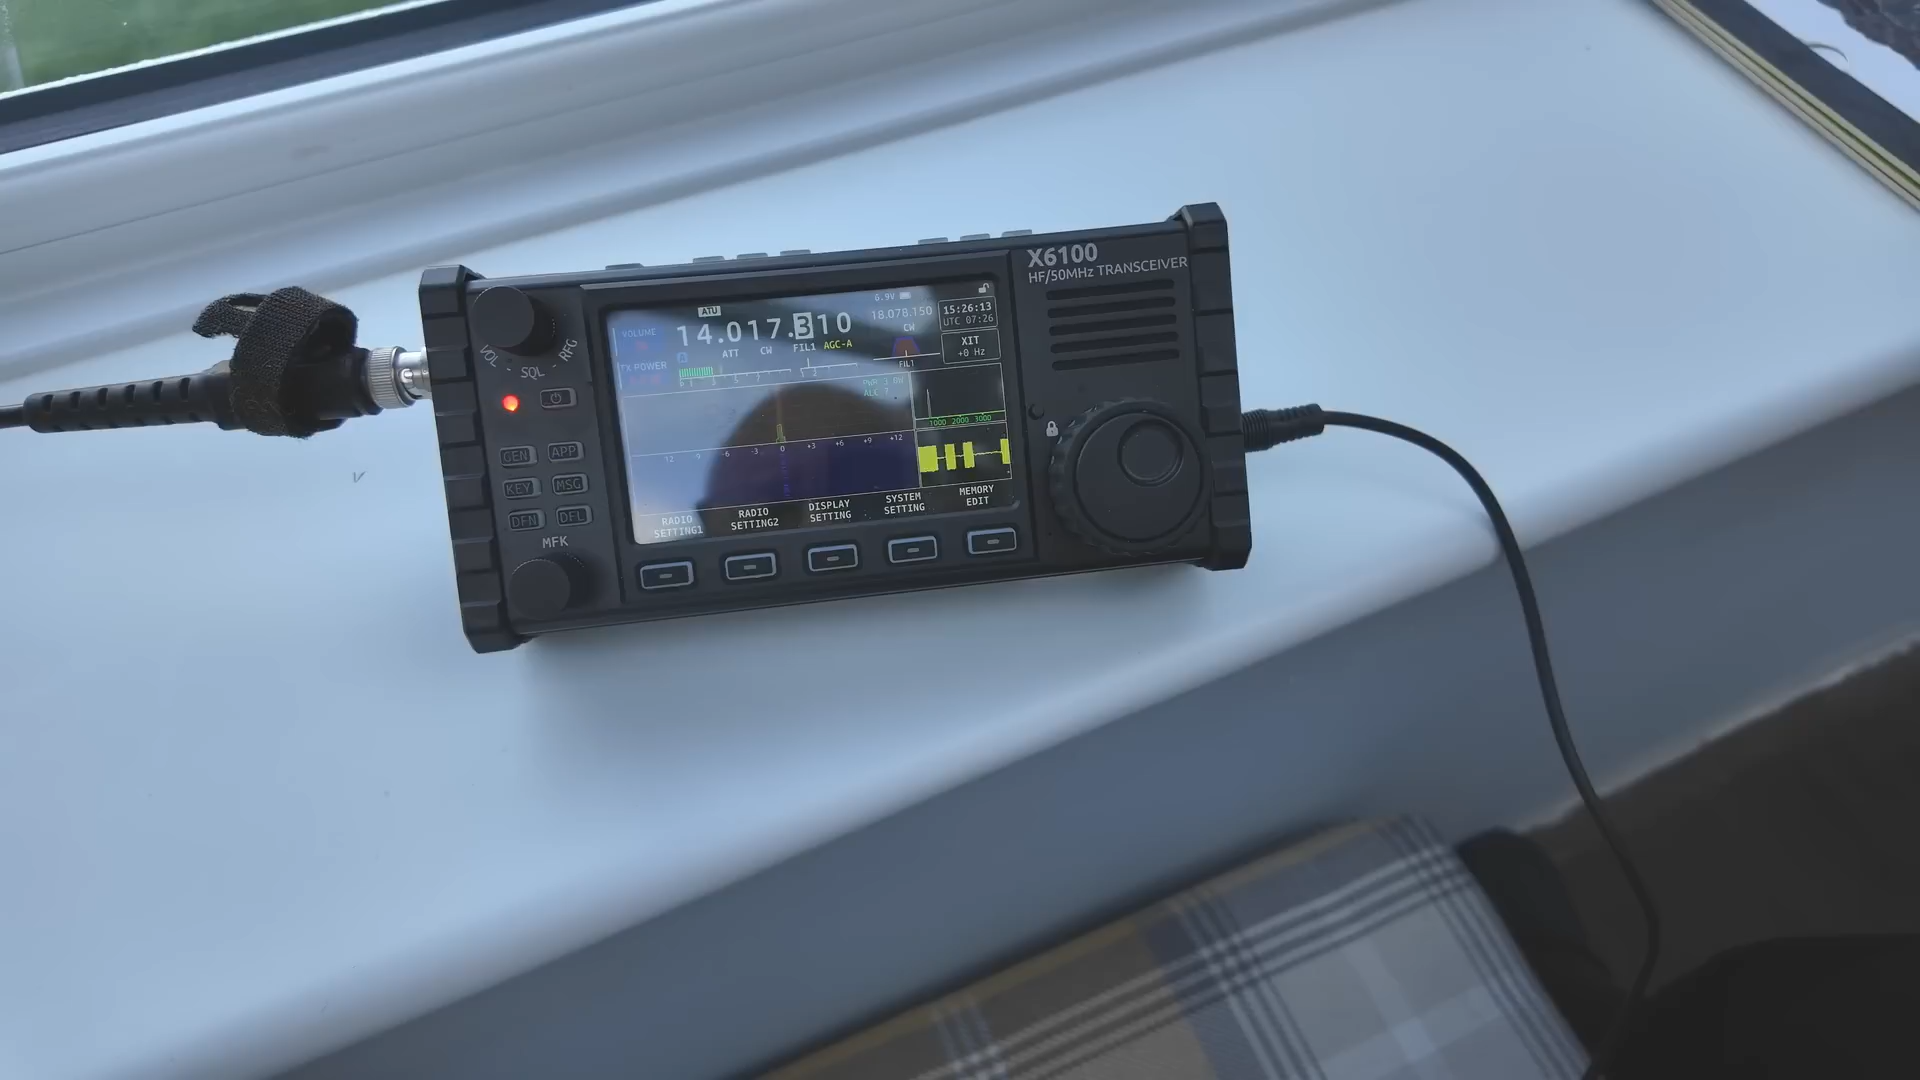 X6100
HF/50MHz TRANSCEIVER
VOLUME
ATU
14.017.310
6.9V
18.078.150
15:26:13
UTC 07:26
A
ATT
CW
FIL1
AGC-A
CW
XIT
+0 Hz
TX POWER
FIL1
1000 2000 3000
-6 -3 0 +3 +6 +9 +12
RADIO
SETTING1
RADIO
SETTING2
DISPLAY
SETTING
SYSTEM
SETTING
MEMORY
EDIT
VOL - SQL - RFG
GEN
APP
KEY
MSG
DFN
DFL
MFK